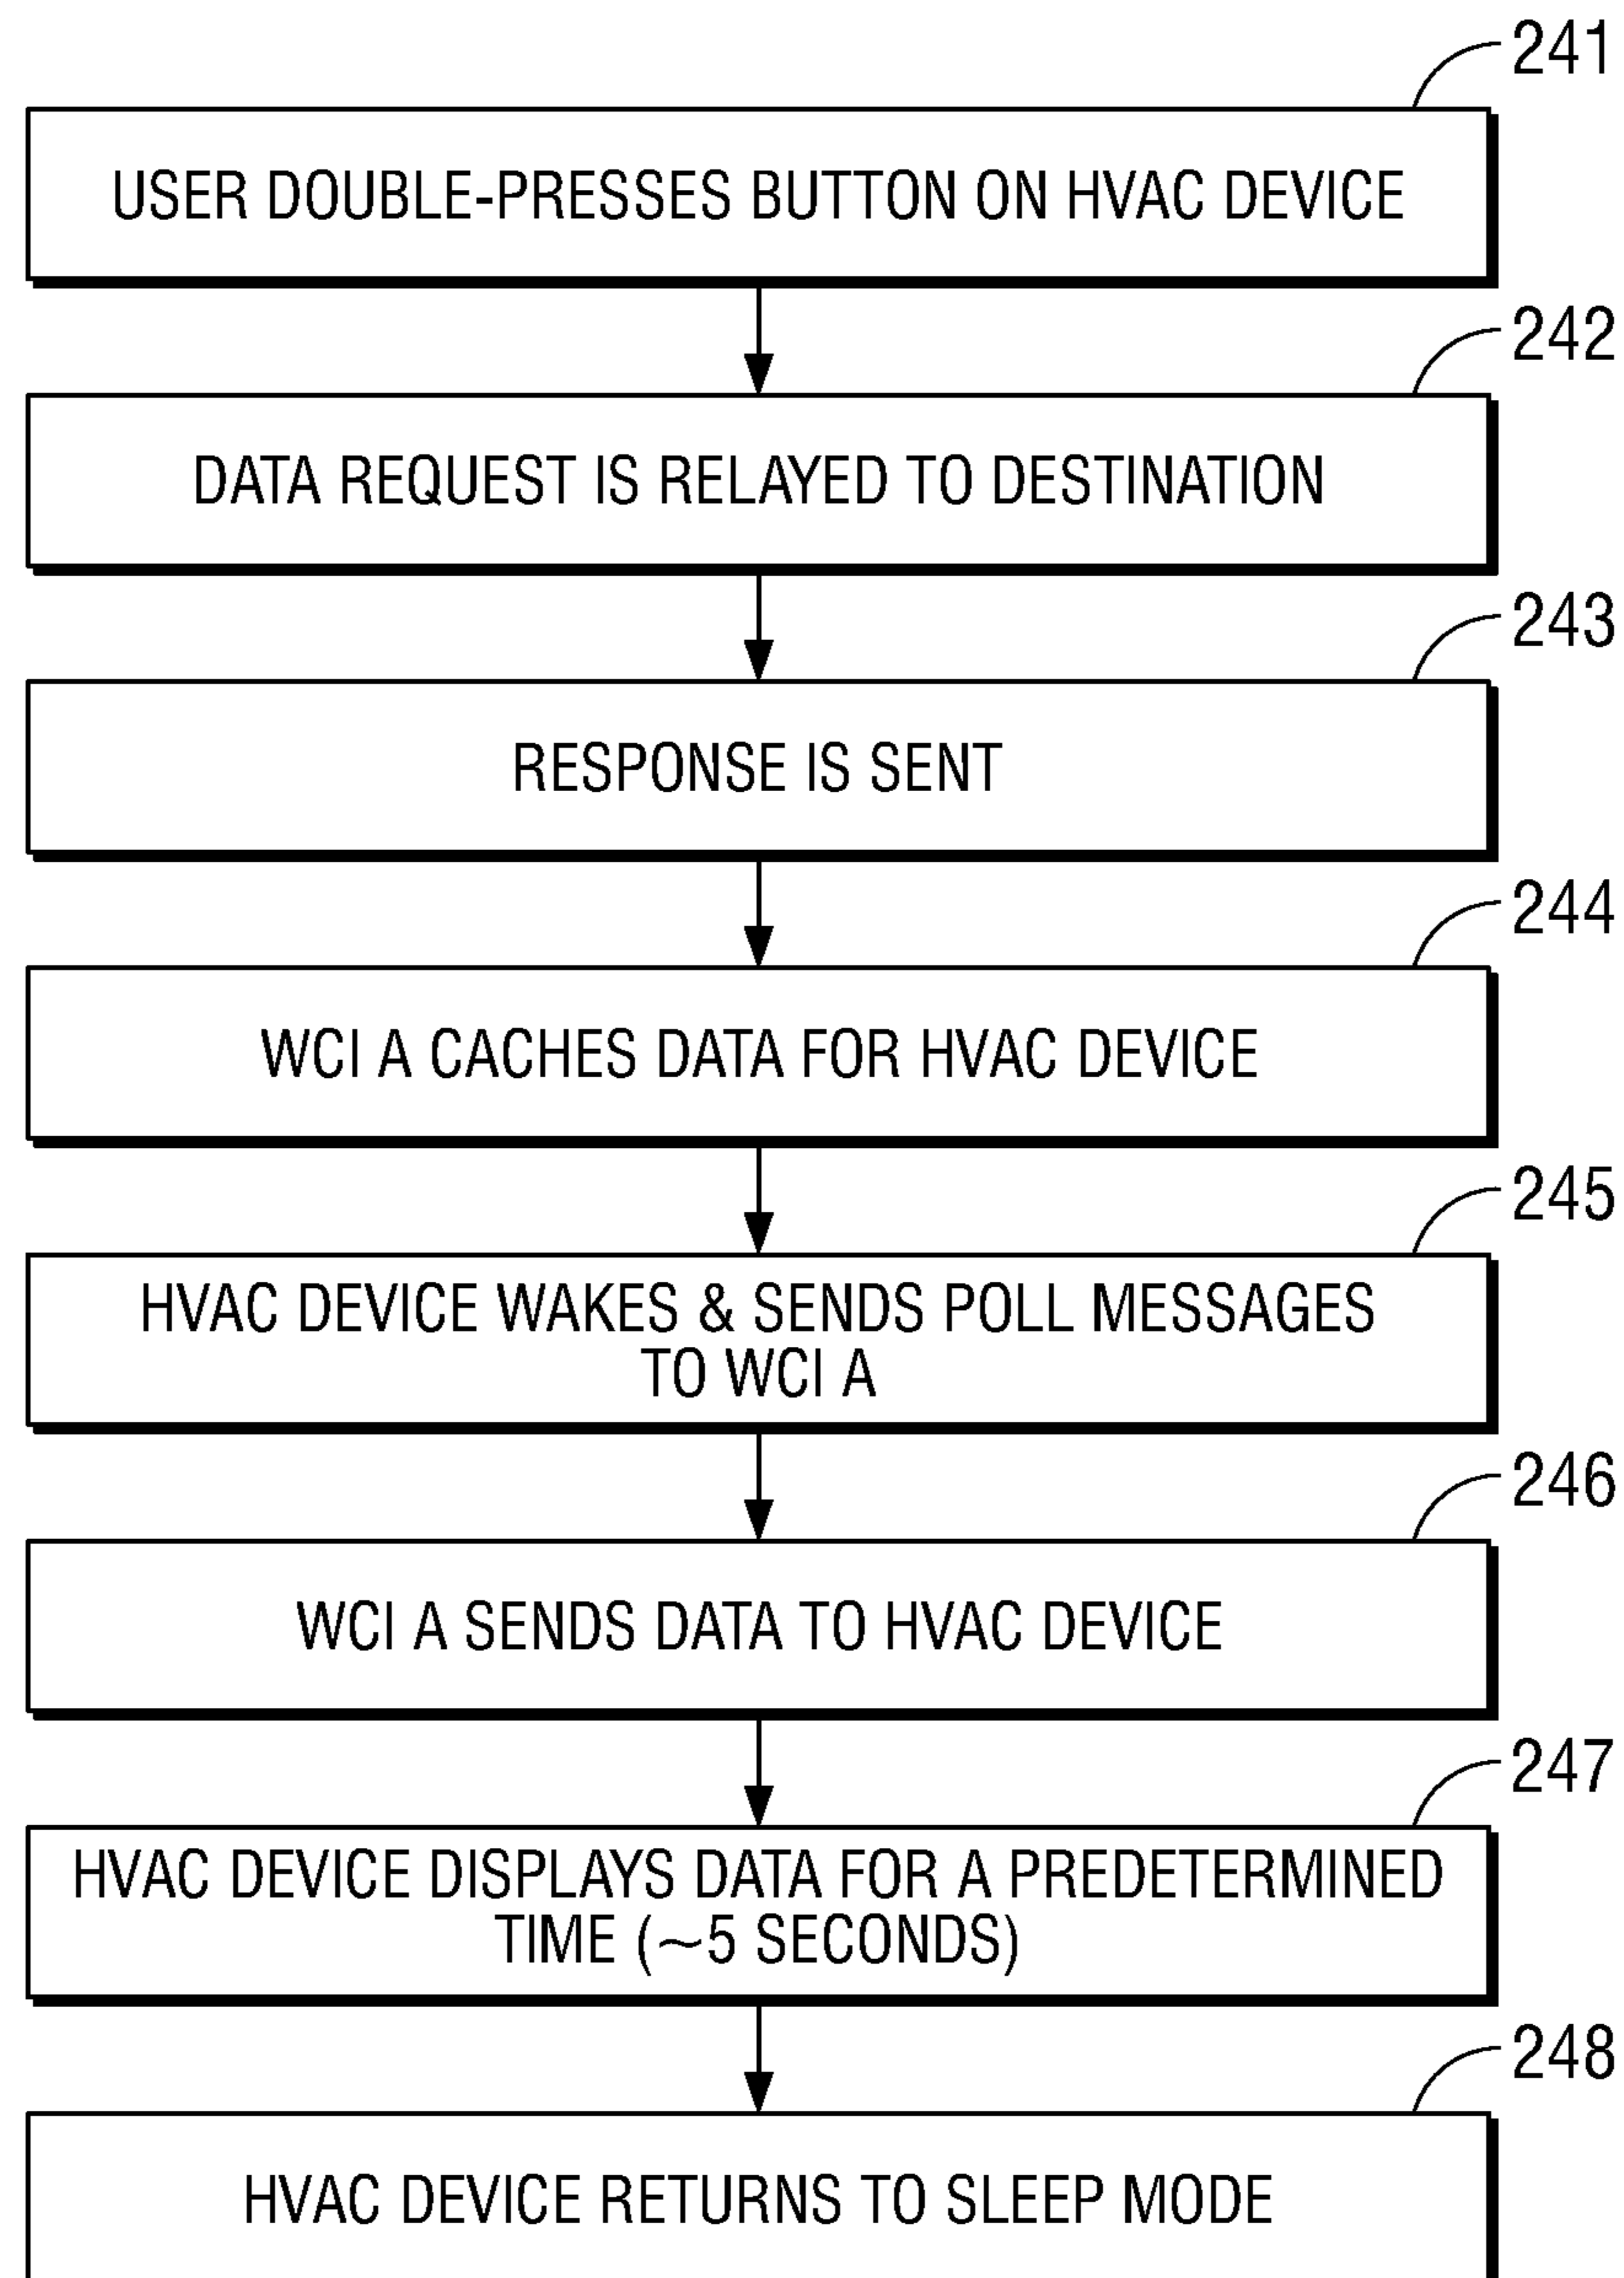 241
USER DOUBLE-PRESSES BUTTON ON HVAC DEVICE
242
DATA REQUEST IS RELAYED TO DESTINATION
243
RESPONSE IS SENT
244
WCI A CACHES DATA FOR HVAC DEVICE
245
HVAC DEVICE WAKES & SENDS POLL MESSAGES
TO WCI A
246
WCI A SENDS DATA TO HVAC DEVICE
247
HVAC DEVICE DISPLAYS DATA FOR A PREDETERMINED
TIME (~5 SECONDS)
248
HVAC DEVICE RETURNS TO SLEEP MODE